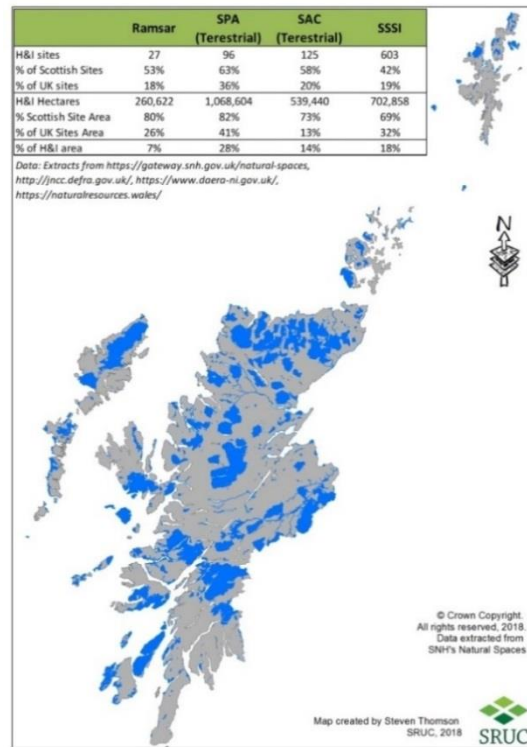 Ramsar SPA (Terestrial) SAC (Terestrial) SSSI
H&I sites 27 96 125 603
% of Scottish Sites 53% 63% 58% 42%
% of UK sites 18% 36% 20% 19%
H&I Hectares 260,622 1,068,604 539,440 702,858
% Scottish Site Area 80% 82% 73% 69%
% of UK Sites Area 26% 41% 13% 32%
% of H&I area 7% 28% 14% 18%
Data: Extracts from https://gateway.snh.gov.uk/natural-spaces,
http://jncc.defra.gov.uk/, https://www.daera-ni.gov.uk/,
https://naturalresources.wales/
N
© Crown Copyright.
All rights reserved, 2018.
Data extracted from
SNH's Natural Spaces
Map created by Steven Thomson
SRUC, 2018
SRUC